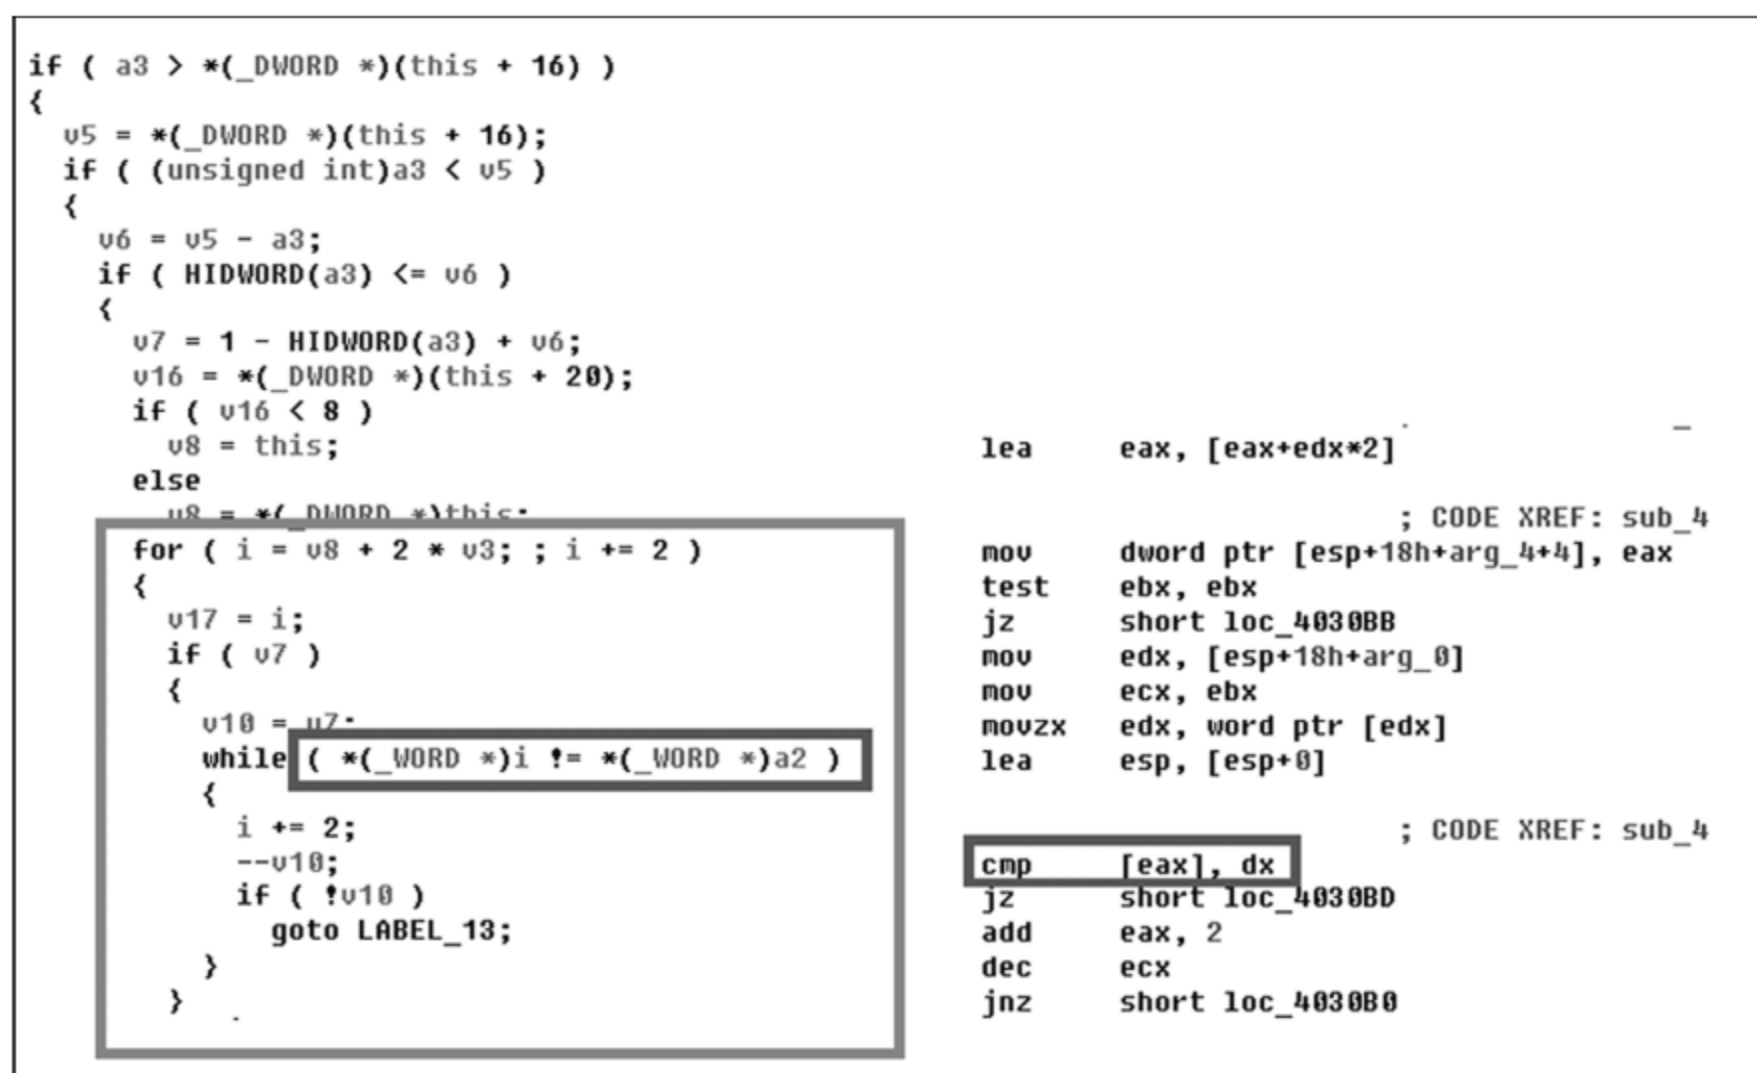 if ( a3 > *(_DWORD *)(this + 16) )
{
v5 = *(_DWORD *)(this + 16);
if ( (unsigned int)a3 < v5 )
{
v6 = v5 - a3;
if ( HIDWORD(a3) <= v6 )
{
v7 = 1 - HIDWORD(a3) + v6;
v16 = *(_DWORD *)(this + 20);
if ( v16 < 8 )
v8 = this;
else
v8 = *(_DWORD *)this;
for ( i = v8 + 2 * v3; ; i += 2 )
{
v17 = i;
if ( v7 )
{
v10 = v7;
while ( *(_WORD *)i != *(_WORD *)a2 )
{
i += 2;
--v10;
if ( !v10 )
goto LABEL_13;
}
}
lea eax, [eax+edx*2]
; CODE XREF: sub_4
mov dword ptr [esp+18h+arg_4+4], eax
test ebx, ebx
jz short loc_4030BB
mov edx, [esp+18h+arg_0]
mov ecx, ebx
movzx edx, word ptr [edx]
lea esp, [esp+0]
; CODE XREF: sub_4
cmp [eax], dx
jz short loc_4030BD
add eax, 2
dec ecx
jnz short loc_4030B0